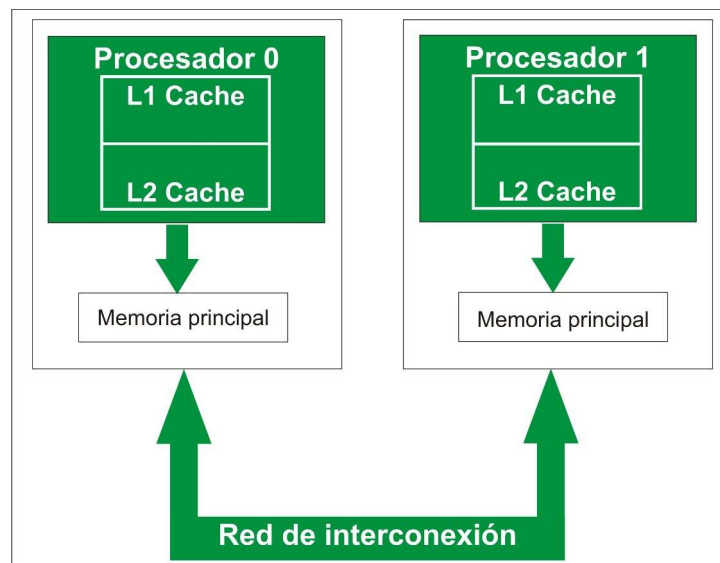 Procesador 0
L1 Cache
L2 Cache
Memoria principal
Procesador 1
L1 Cache
L2 Cache
Memoria principal
Red de interconexión